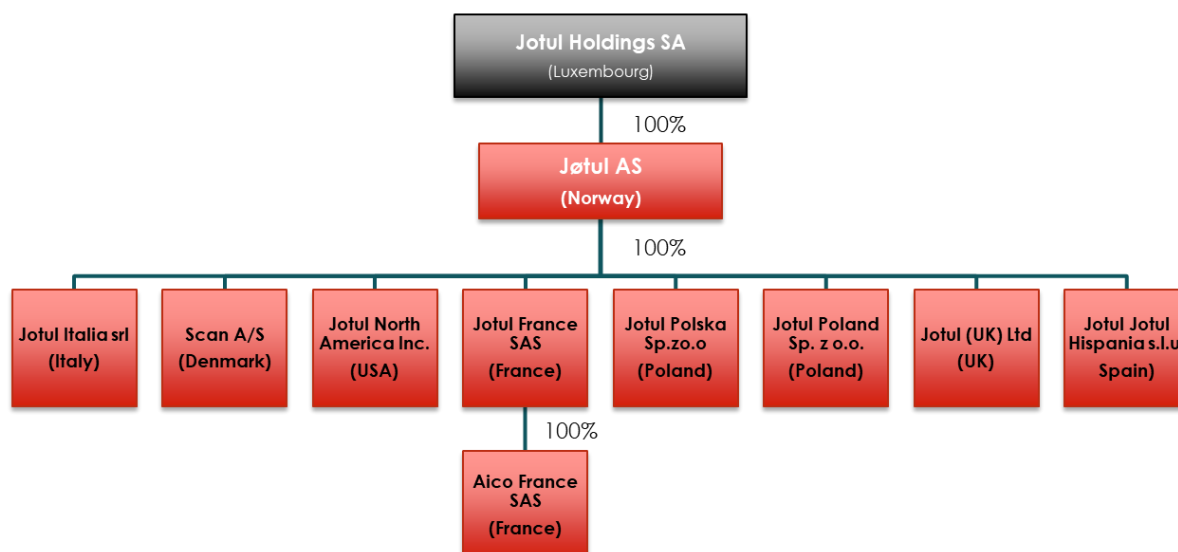 Jotul Holdings SA
(Luxembourg)
100%
Jøtul AS
(Norway)
100%
Jotul Italia srl
(Italy)
Scan A/S
(Denmark)
Jotul North
America Inc.
(USA)
Jotul France
SAS
(France)
Jotul Polska
Sp.zo.o
(Poland)
Jotul Poland
Sp. z o.o.
(Poland)
Jotul (UK) Ltd
(UK)
Jotul Jotul
Hispania s.l.u
Spain)
100%
Aico France
SAS
(France)